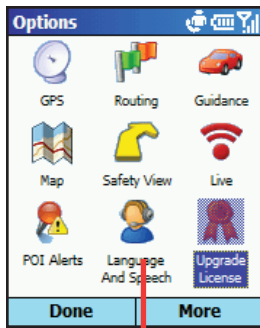 Options
GPS
Routing
Guidance
Map
Safety View
Live
POI Alerts
Language
And Speech
Upgrade
License
Done
More